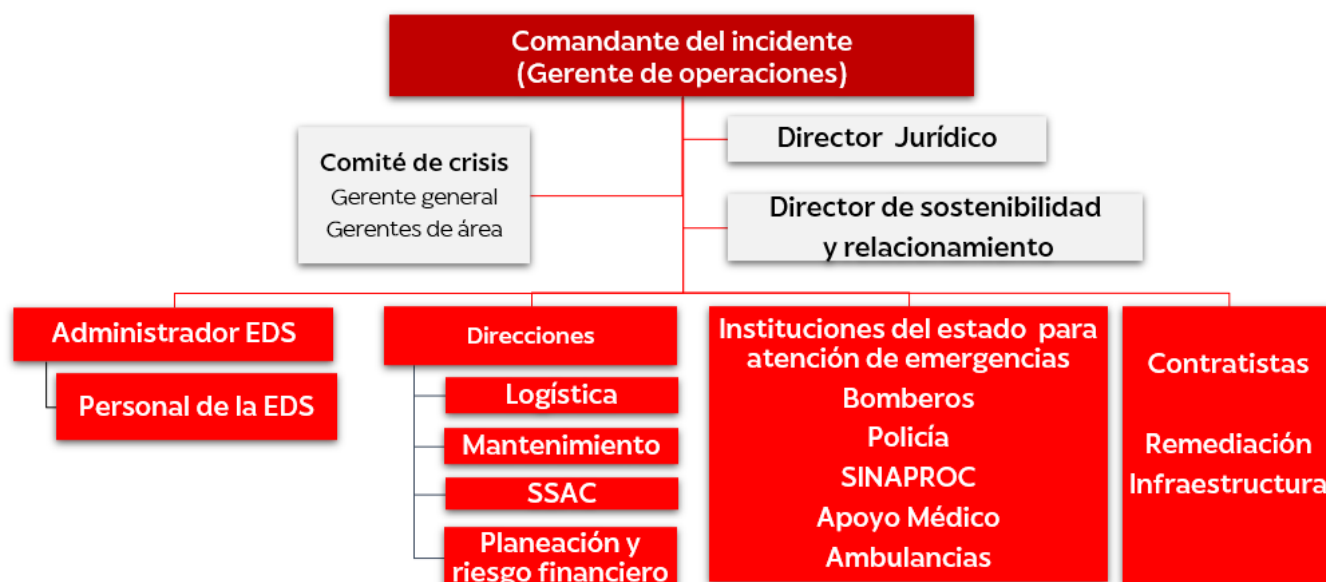 Comandante del incidente
(Gerente de operaciones)
Comité de crisis
Gerente general
Gerentes de área
Director Jurídico
Director de sostenibilidad
y relacionamiento
Administrador EDS
Personal de la EDS
Direcciones
Logística
Mantenimiento
SSAC
Planeación y
riesgo financiero
Instituciones del estado para
atención de emergencias
Bomberos
Policía
SINAPROC
Apoyo Médico
Ambulancias
Contratistas
Remediación
Infraestructura